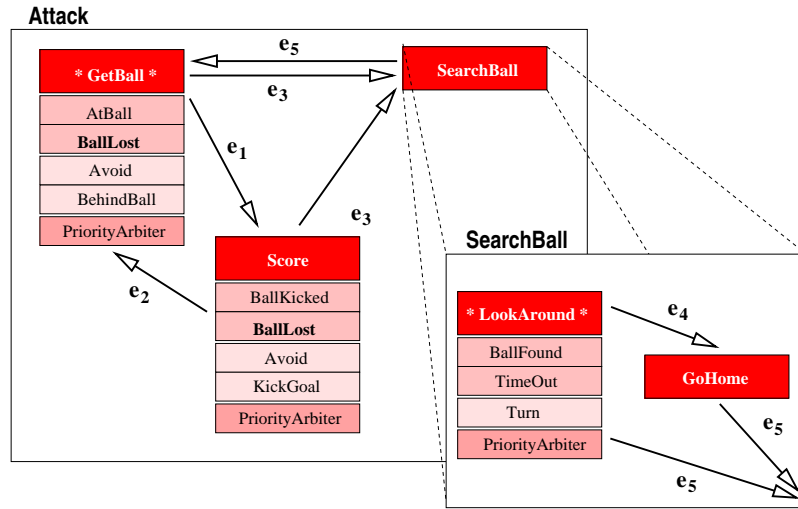 Attack
* GetBall *
AtBall
BallLost
Avoid
BehindBall
PriorityArbiter
e5
e3
SearchBall
e1
e3
e2
Score
BallKicked
BallLost
Avoid
KickGoal
PriorityArbiter
SearchBall
* LookAround *
BallFound
TimeOut
Turn
PriorityArbiter
e4
GoHome
e5
e5